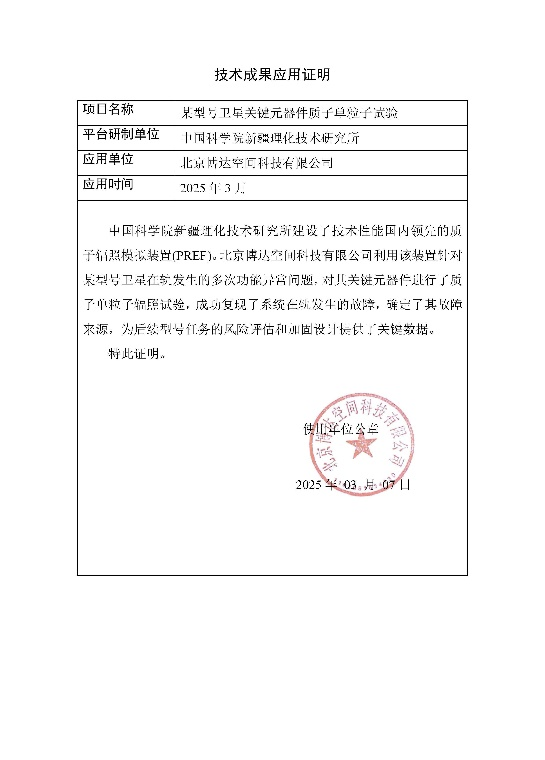 技术成果应用证明
项目名称 某型号卫星关键元器件质子单粒子试验
平台研制单位 中国科学院新疆理化技术研究所
应用单位 北京博达空间科技有限公司
应用时间 2025 年 3 月
中国科学院新疆理化技术研究所建设了技术性能国内领先的质
子辐照模拟装置(PREF)。北京博达空间科技有限公司利用该装置针对
某型号卫星在轨发生的多次功能异常问题，对其关键元器件进行了质
子单粒子辐照试验，成功复现了系统在轨发生的故障，确定了其故障
来源，为后续型号任务的风险评估和加固设计提供了关键数据。
特此证明。
北京博达空间科技有限公司
使用单位公章
2025 年 03 月 07 日